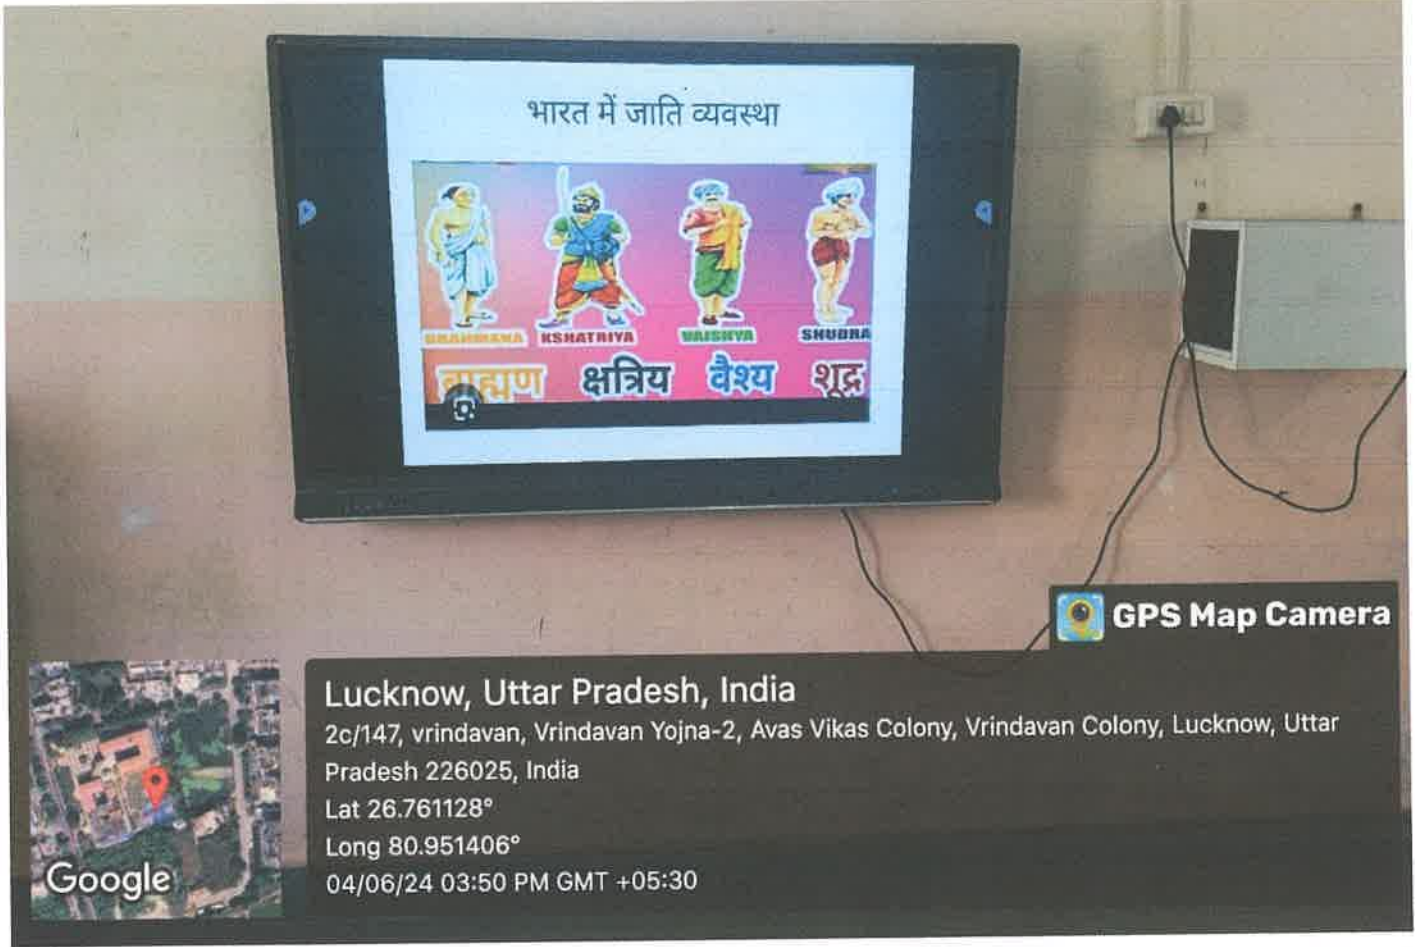 भारत में जाति व्यवस्था
BRAHMANA KSHATRIYA VAISHYA SHUDRA
ब्राह्मण क्षत्रिय वैश्य शूद्र
GPS Map Camera
Lucknow, Uttar Pradesh, India
2c/147, vrindavan, Vrindavan Yojna-2, Avas Vikas Colony, Vrindavan Colony, Lucknow, Uttar
Pradesh 226025, India
Lat 26.761128°
Long 80.951406°
04/06/24 03:50 PM GMT +05:30
Google